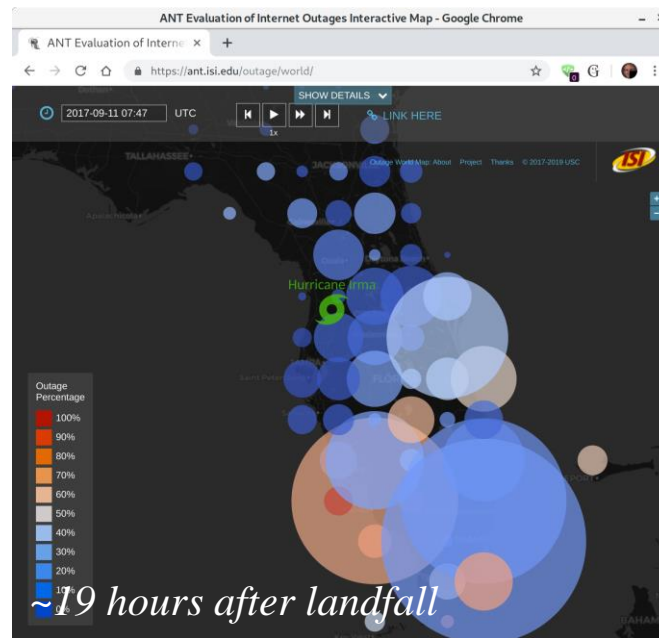 ANT Evaluation of Internet Outages Interactive Map - Google Chrome
ANT Evaluation of Interne
https://ant.isi.edu/outage/world/
SHOW DETAILS
2017-09-11 07:47 UTC
LINK HERE
1x
TALLAHASSEE
Outage World Map: About Project Thanks © 2017-2019 USC
ISI
Hurricane Irma
Outage
Percentage
100%
90%
80%
70%
60%
50%
40%
30%
20%
10%
0%
~19 hours after landfall